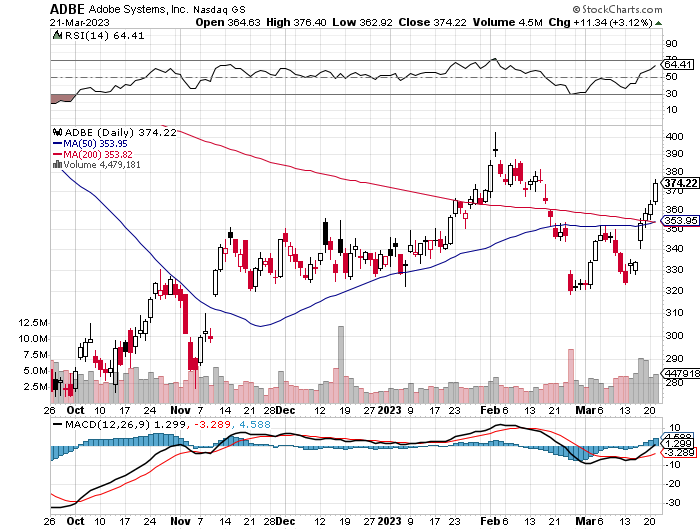 ADBE Adobe Systems, Inc. Nasdaq GS © StockCharts.com
21-Mar-2023 Open 364.63 High 376.40 Low 362.92 Close 374.22 Volume 4.5M Chg +11.34 (+3.12%)
RSI(14) 64.41
90
70
64.41
50
30
10
ADBE (Daily) 374.22
MA(50) 353.95
MA(200) 353.82
Volume 4,479,181
400
390
380
374.22
370
360
353.95
350
340
330
320
310
300
290
280
12.5M
10.0M
7.5M
5.0M
2.5M
4479181
26 Oct 10 17 24 Nov 7 14 21 28 Dec 12 19 27 2023 9 17 23 Feb 6 13 21 Mar 6 13 20
MACD(12,26,9) 1.299, -3.289, 4.588
10
4.588
1.299
-3.289
-10
-20
-30
26 Oct 10 17 24 Nov 7 14 21 28 Dec 12 19 27 2023 9 17 23 Feb 6 13 21 Mar 6 13 20